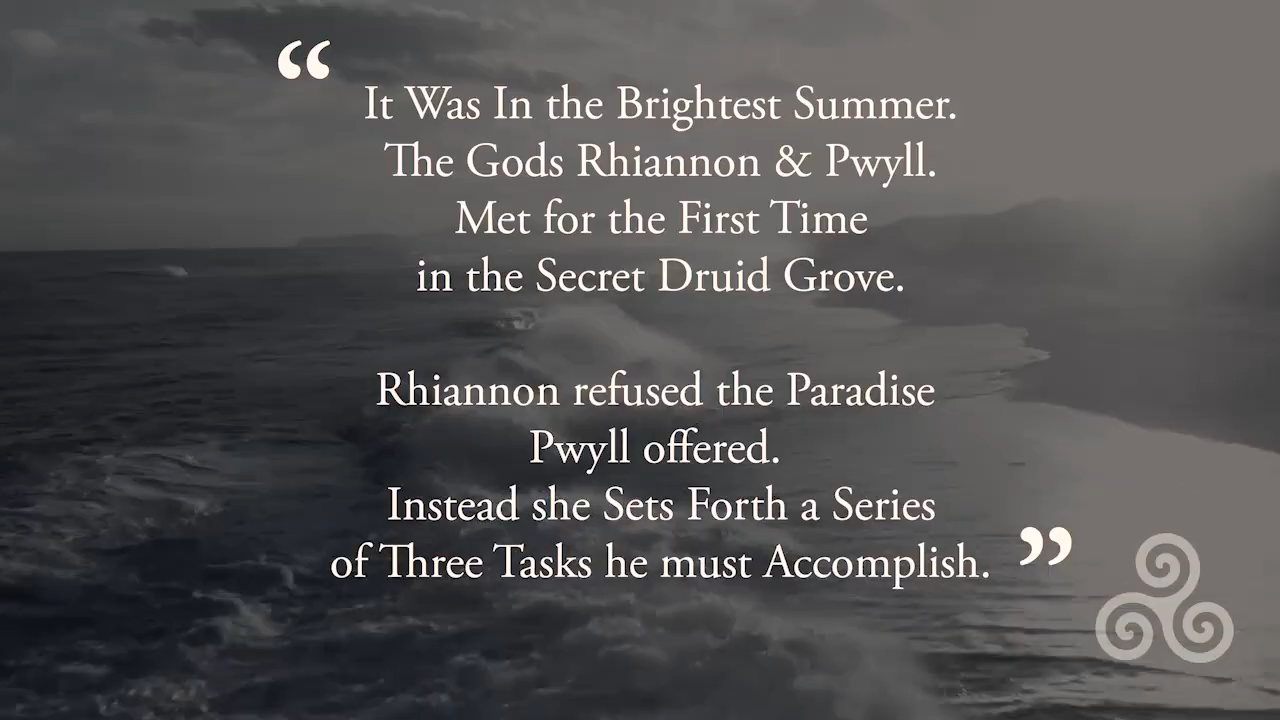 “
It Was In the Brightest Summer.
The Gods Rhiannon & Pwyll.
Met for the First Time
in the Secret Druid Grove.
Rhiannon refused the Paradise
Pwyll offered.
Instead she Sets Forth a Series
of Three Tasks he must Accomplish. ”